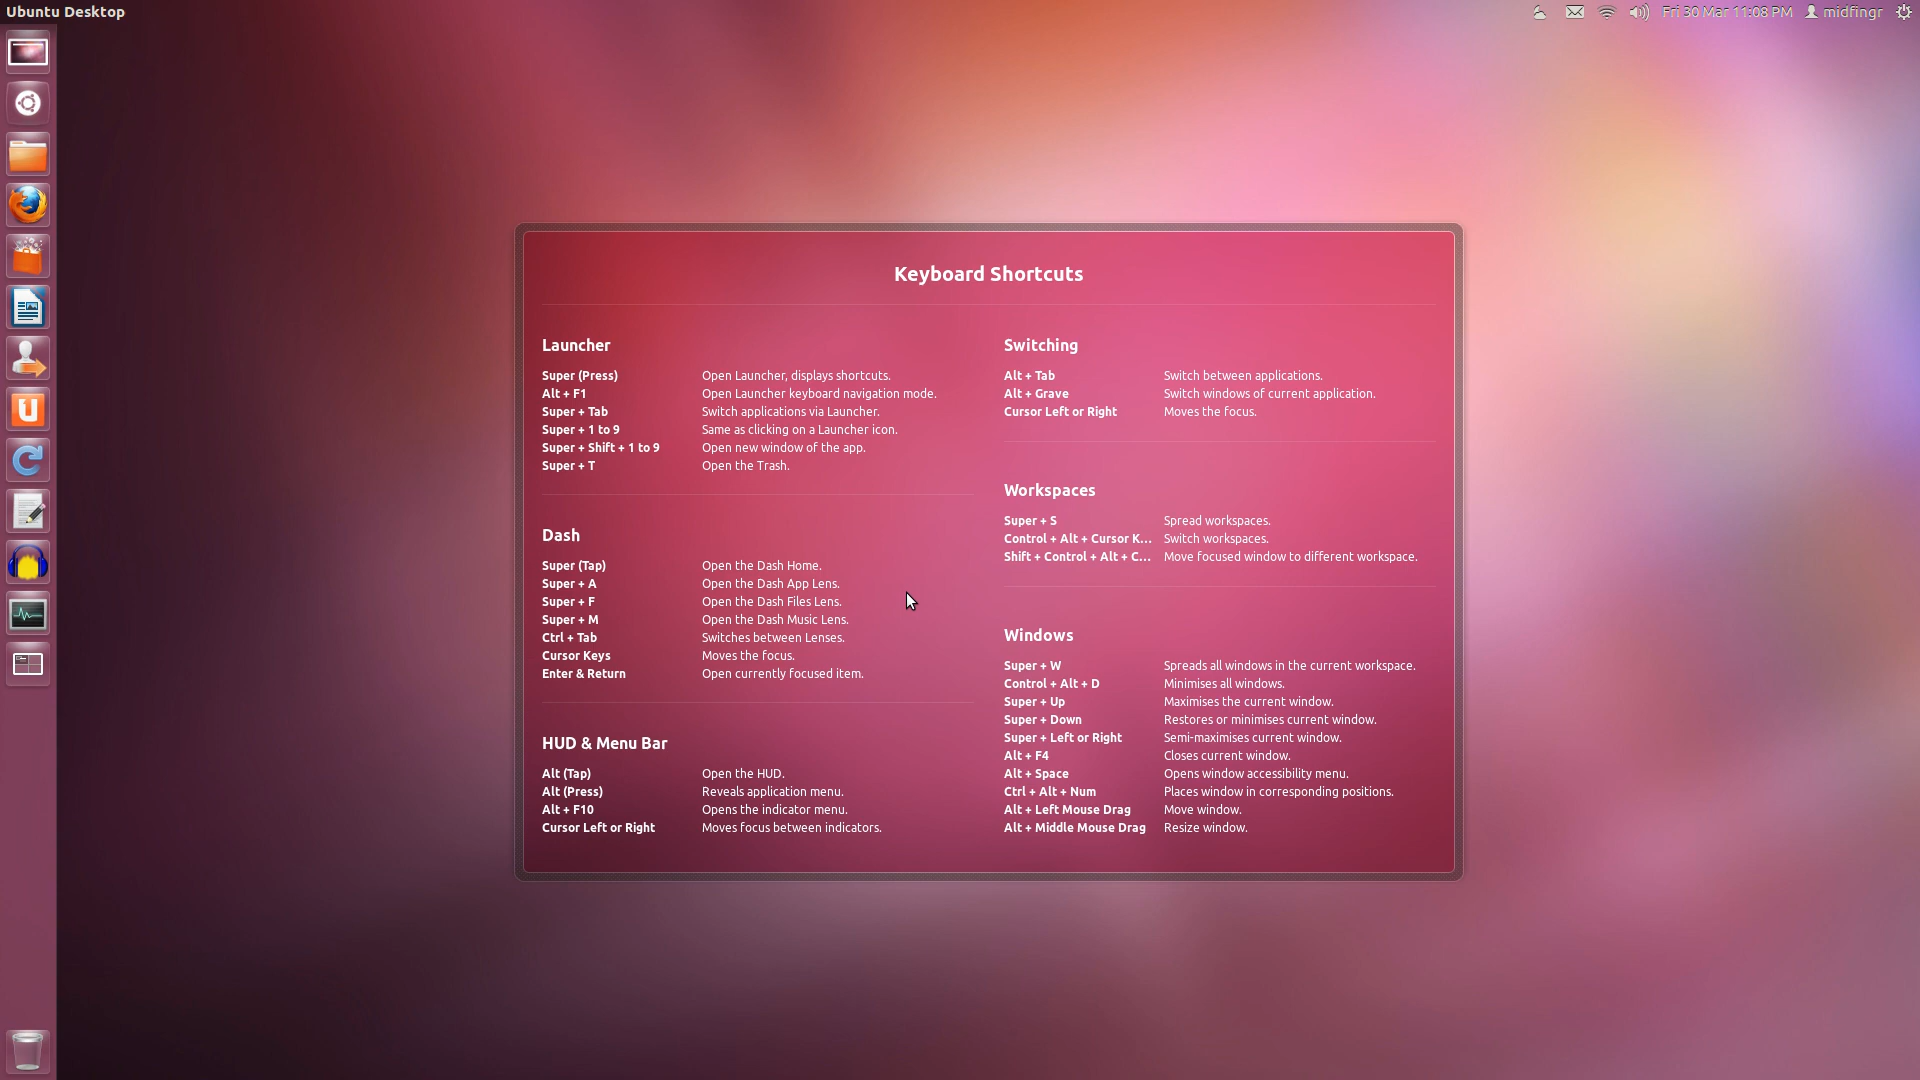 Ubuntu Desktop
Fri 30 Mar 11:08 PM midfingr
Keyboard Shortcuts
Launcher
Super (Press) Open Launcher, displays shortcuts.
Alt + F1 Open Launcher keyboard navigation mode.
Super + Tab Switch applications via Launcher.
Super + 1 to 9 Same as clicking on a Launcher icon.
Super + Shift + 1 to 9 Open new window of the app.
Super + T Open the Trash.
Dash
Super (Tap) Open the Dash Home.
Super + A Open the Dash App Lens.
Super + F Open the Dash Files Lens.
Super + M Open the Dash Music Lens.
Ctrl + Tab Switches between Lenses.
Cursor Keys Moves the focus.
Enter & Return Open currently focused item.
HUD & Menu Bar
Alt (Tap) Open the HUD.
Alt (Press) Reveals application menu.
Alt + F10 Opens the indicator menu.
Cursor Left or Right Moves focus between indicators.
Switching
Alt + Tab Switch between applications.
Alt + Grave Switch windows of current application.
Cursor Left or Right Moves the focus.
Workspaces
Super + S Spread workspaces.
Control + Alt + Cursor K... Switch workspaces.
Shift + Control + Alt + C... Move focused window to different workspace.
Windows
Super + W Spreads all windows in the current workspace.
Control + Alt + D Minimises all windows.
Super + Up Maximises the current window.
Super + Down Restores or minimises current window.
Super + Left or Right Semi-maximises current window.
Alt + F4 Closes current window.
Alt + Space Opens window accessibility menu.
Ctrl + Alt + Num Places window in corresponding positions.
Alt + Left Mouse Drag Move window.
Alt + Middle Mouse Drag Resize window.